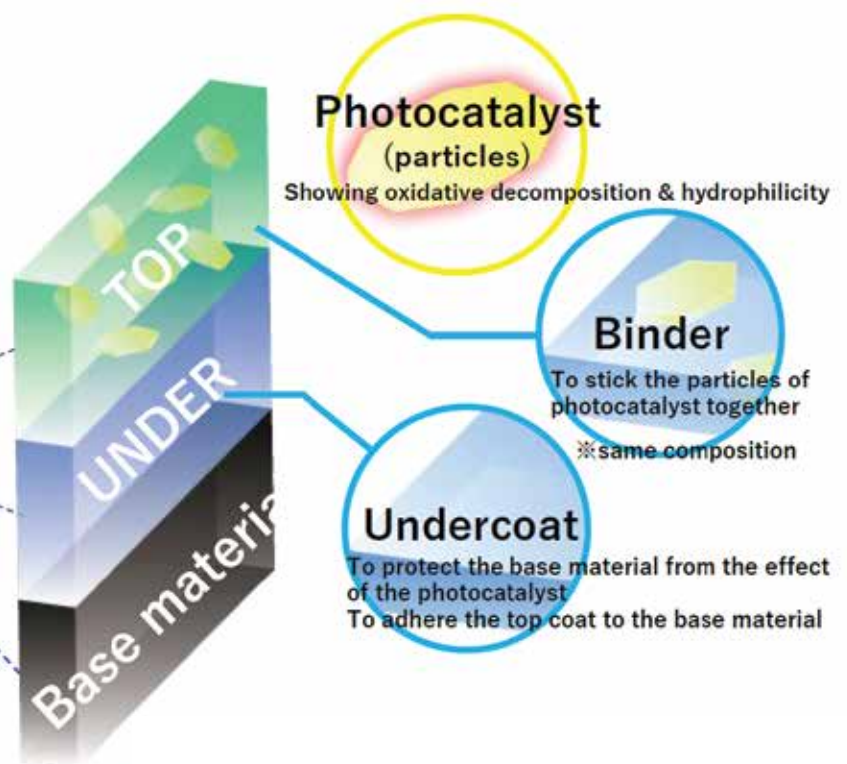 Photocatalyst
(particles)
Showing oxidative decomposition & hydrophilicity
TOP
Binder
To stick the particles of
photocatalyst together
※same composition
UNDER
Undercoat
To protect the base material from the effect
of the photocatalyst
To adhere the top coat to the base material
Base materia